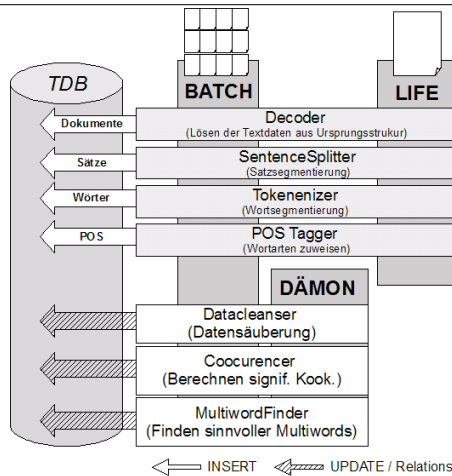 TDB
BATCH
LIFE
Dokumente
Decoder
(Lösen der Textdaten aus Ursprungsstrukur)
Sätze
SentenceSplitter
(Satzsegmentierung)
Wörter
Tokenenizer
(Wortsegmentierung)
POS
POS Tagger
(Wortarten zuweisen)
DÄMON
Datacleanser
(Datensäuberung)
Coocurencer
(Berechnen signif. Kook.)
MultiwordFinder
(Finden sinnvoller Multiwords)
INSERT
UPDATE / Relations